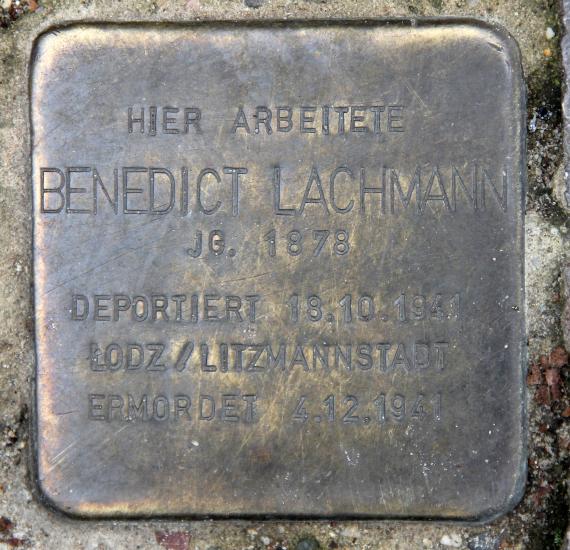 HIER ARBEITETE
BENEDICT LACHMANN
JG. 1878
DEPORTIERT 18.10.1941
ŁODZ/LITZMANNSTADT
ERMORDET 4.12.1941